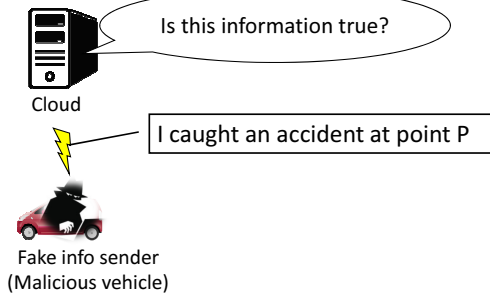 Is this information true?
Cloud
I caught an accident at point P
Fake info sender
(Malicious vehicle)